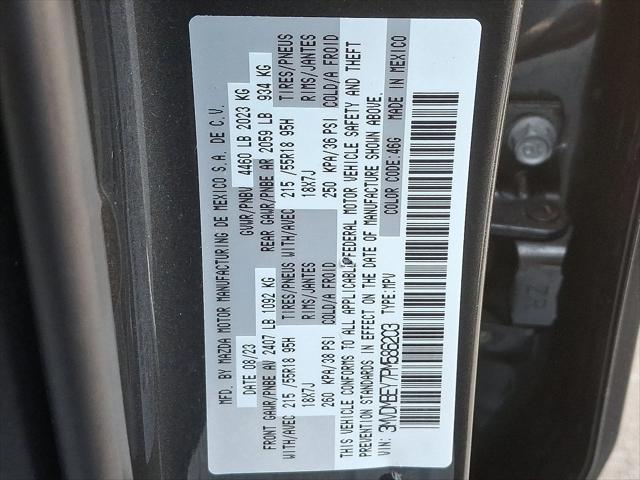 MFD. BY MAZDA MOTOR MANUFACTURING DE MEXICO S.A. DE C.V.
DATE 08/23 GVWR/PNBV 4460 LB 2023 KG
FRONT GAWR/PNBE AV 2407 LB 1092 KG REAR GAWR/PNBE AR 2059 LB 934 KG
TIRES/PNEUS WITH/AVEC 215 /55R18 95H TIRES/PNEUS WITH/AVEC 215 /55R18 95H
RIMS/JANTES 18X7J RIMS/JANTES 18X7J
COLD/A FROID 260 KPA/38 PSI COLD/A FROID 250 KPA/36 PSI
THIS VEHICLE CONFORMS TO ALL APPLICABLE FEDERAL MOTOR VEHICLE SAFETY AND THEFT
PREVENTION STANDARDS IN EFFECT ON THE DATE OF MANUFACTURE SHOWN ABOVE.
VIN: 3MVDMBEY7PM586203 TYPE:MPV COLOR CODE:46G MADE IN MEXICO